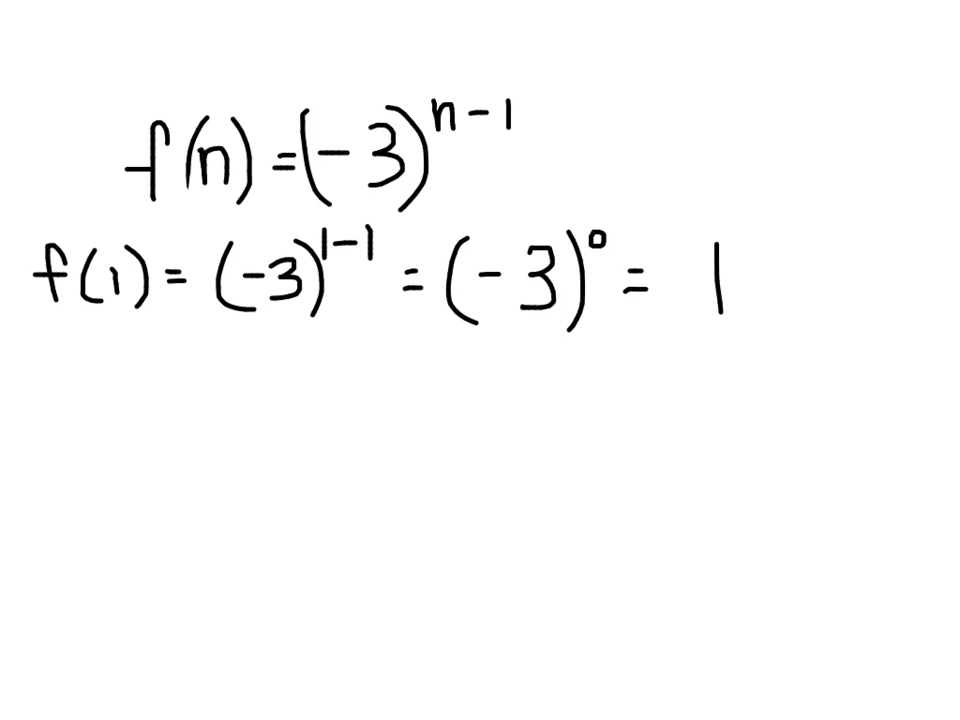 f(n) = (-3)^{n-1}
f(1) = (-3)^{1-1} = (-3)^0 = 1